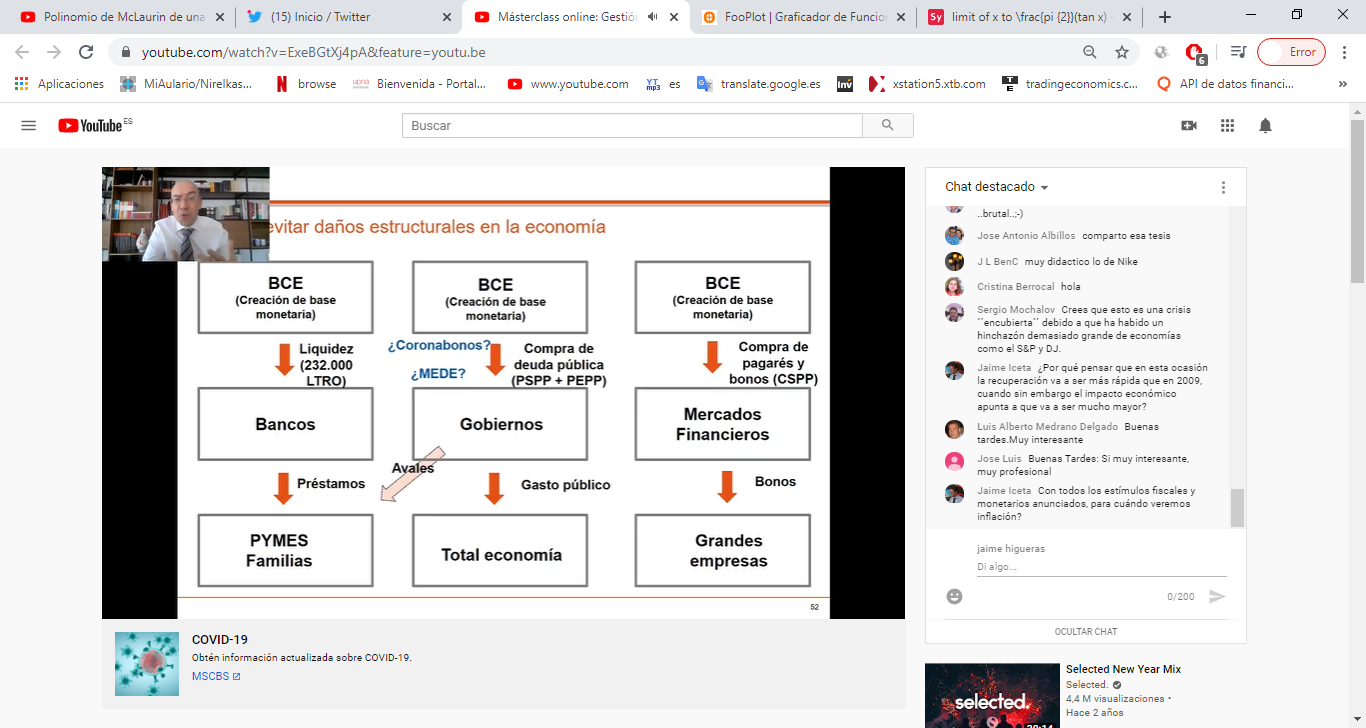 Polinomio de McLaurin de una
(15) Inicio / Twitter
Másterclass online: Gestió
FooPlot | Graficador de Funcio
limit of x to \frac{pi {2}}(tan x)
youtube.com/watch?v=ExeBGtXj4pA&feature=youtu.be
6
Error
Aplicaciones
MiAulario/Nirelkas...
browse
Bienvenida - Portal...
www.youtube.com
es
translate.google.es
xstation5.xtb.com
tradingeconomics.c...
API de datos financi...
»
YouTube ES
Buscar
evitar daños estructurales en la economía
BCE
(Creación de base
monetaria)
BCE
(Creación de base
monetaria)
BCE
(Creación de base
monetaria)
Liquidez
(232.000
LTRO)
¿Coronabonos?
¿MEDE?
Compra de
deuda pública
(PSPP + PEPP)
Compra de
pagarés y
bonos (CSPP)
Bancos
Gobiernos
Mercados
Financieros
Préstamos
Avales
Gasto público
Bonos
PYMES
Familias
Total economía
Grandes
empresas
52
COVID-19
Obtén información actualizada sobre COVID-19.
MSCBS
Chat destacado
..brutal..;-)
Jose Antonio Albillos comparto esa tesis
J L BenC muy didactico lo de Nike
Cristina Berrocal hola
Sergio Mochalov Crees que esto es una crisis
´´encubierta´´ debido a que ha habido un
hinchazón demasiado grande de economías
como el S&P y DJ.
Jaime Iceta ¿Por qué pensar que en esta ocasión
la recuperación va a ser más rápida que en 2009,
cuando sin embargo el impacto económico
apunta a que va a ser mucho mayor?
Luis Alberto Medrano Delgado Buenas
tardes.Muy interesante
Jose Luis Buenas Tardes: Si muy interesante,
muy profesional
Jaime Iceta Con todos los estímulos fiscales y
monetarios anunciados, para cuándo veremos
inflación?
jaime higueras
Di algo...
0/200
OCULTAR CHAT
selected.
Selected New Year Mix
Selected.
4,4 M visualizaciones •
Hace 2 años